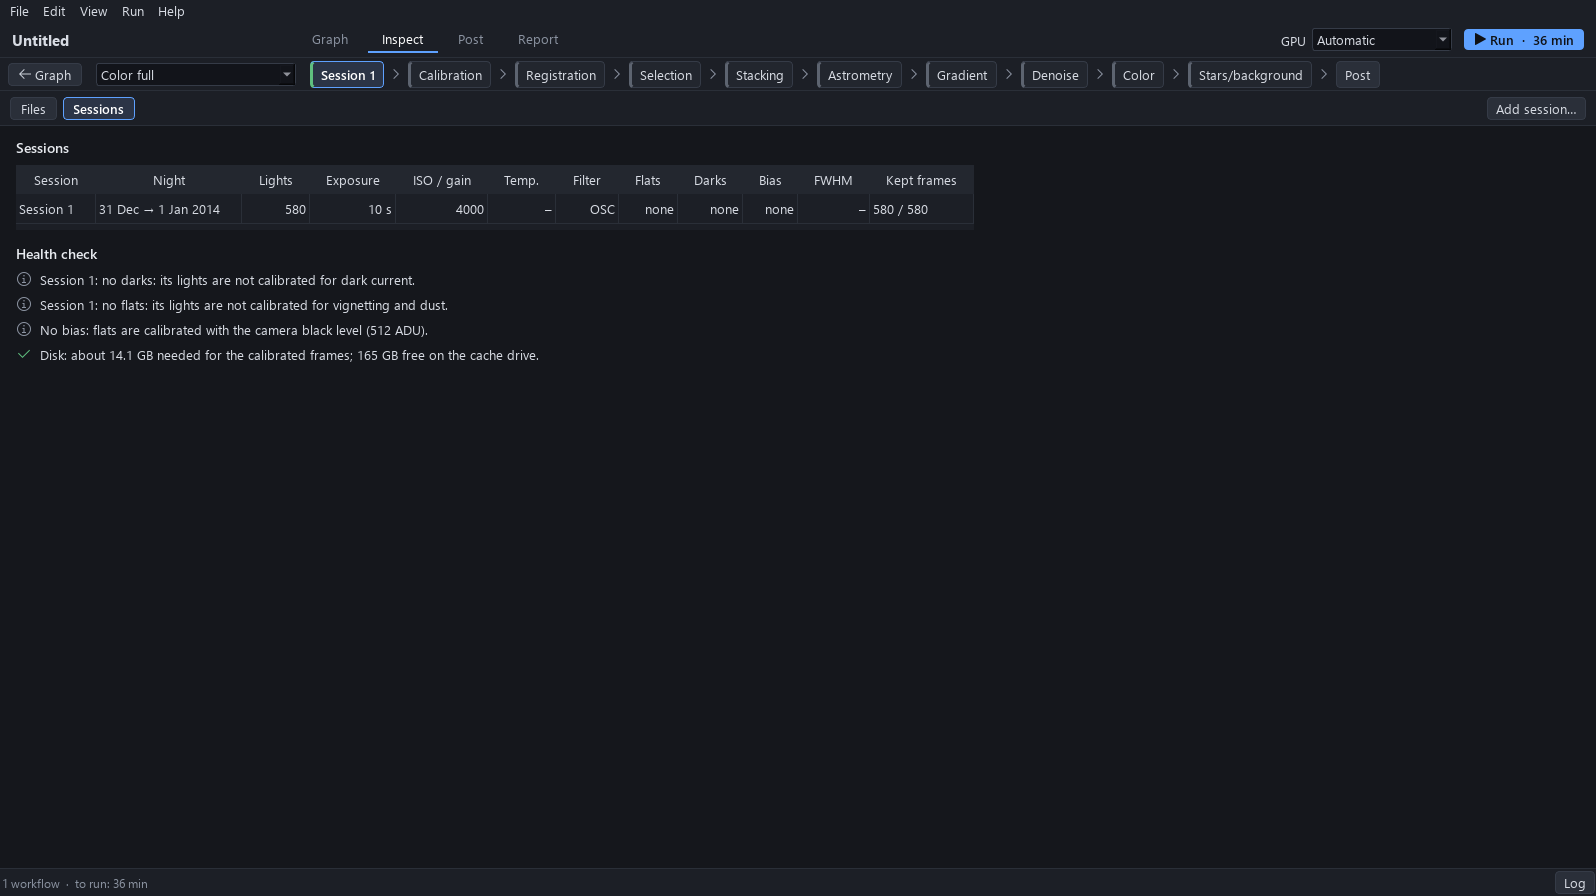 File Edit View Run Help
Untitled Graph Inspect Post Report GPU Automatic Run · 36 min
Graph Color full Session 1 Calibration Registration Selection Stacking Astrometry Gradient Denoise Color Stars/background Post
Files Sessions Add session...
Sessions
Session Night Lights Exposure ISO / gain Temp. Filter Flats Darks Bias FWHM Kept frames
Session 1 31 Dec → 1 Jan 2014 580 10 s 4000 – OSC none none none – 580 / 580
Health check
Session 1: no darks: its lights are not calibrated for dark current.
Session 1: no flats: its lights are not calibrated for vignetting and dust.
No bias: flats are calibrated with the camera black level (512 ADU).
Disk: about 14.1 GB needed for the calibrated frames; 165 GB free on the cache drive.
1 workflow · to run: 36 min Log